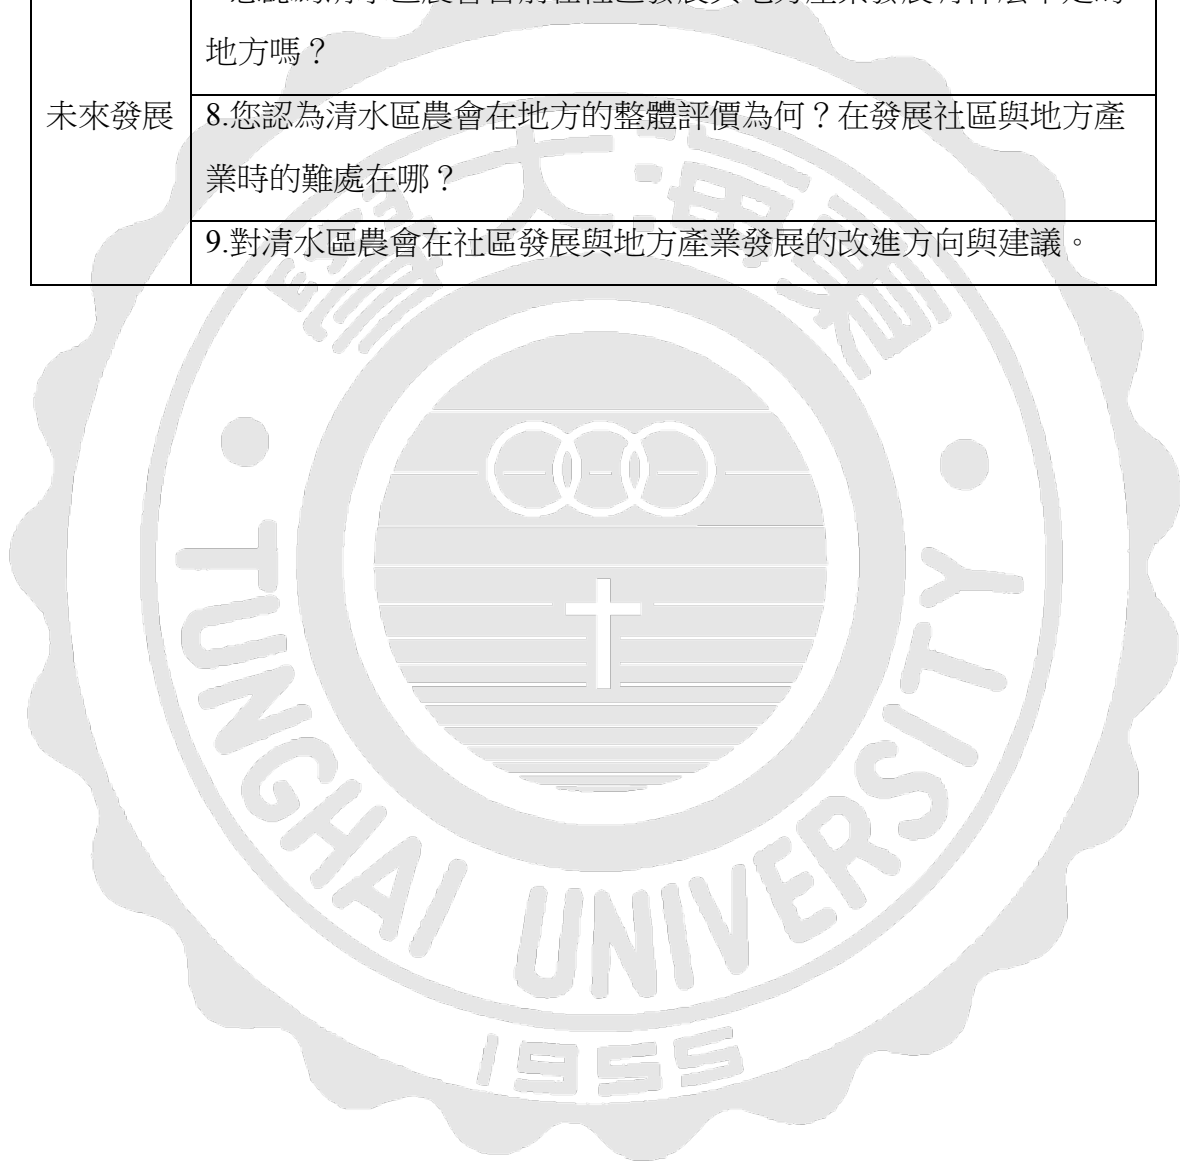 地方嗎？
未來發展
8.您認為清水區農會在地方的整體評價為何？在發展社區與地方產
業時的難處在哪？
9.對清水區農會在社區發展與地方產業發展的改進方向與建議。
大 海
TUNGHAI UNIVERSITY
1955